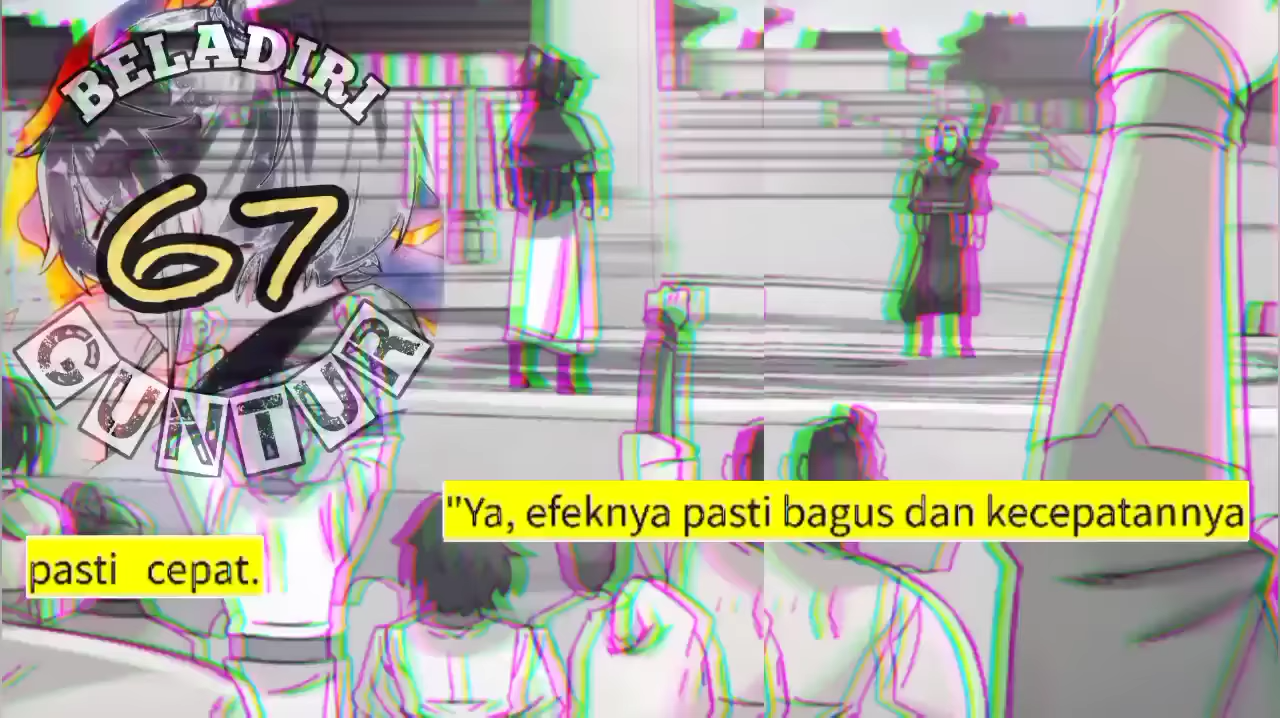 BELADIRI
67
GUNTUR
"Ya, efeknya pasti bagus dan kecepatannya
pasti cepat.